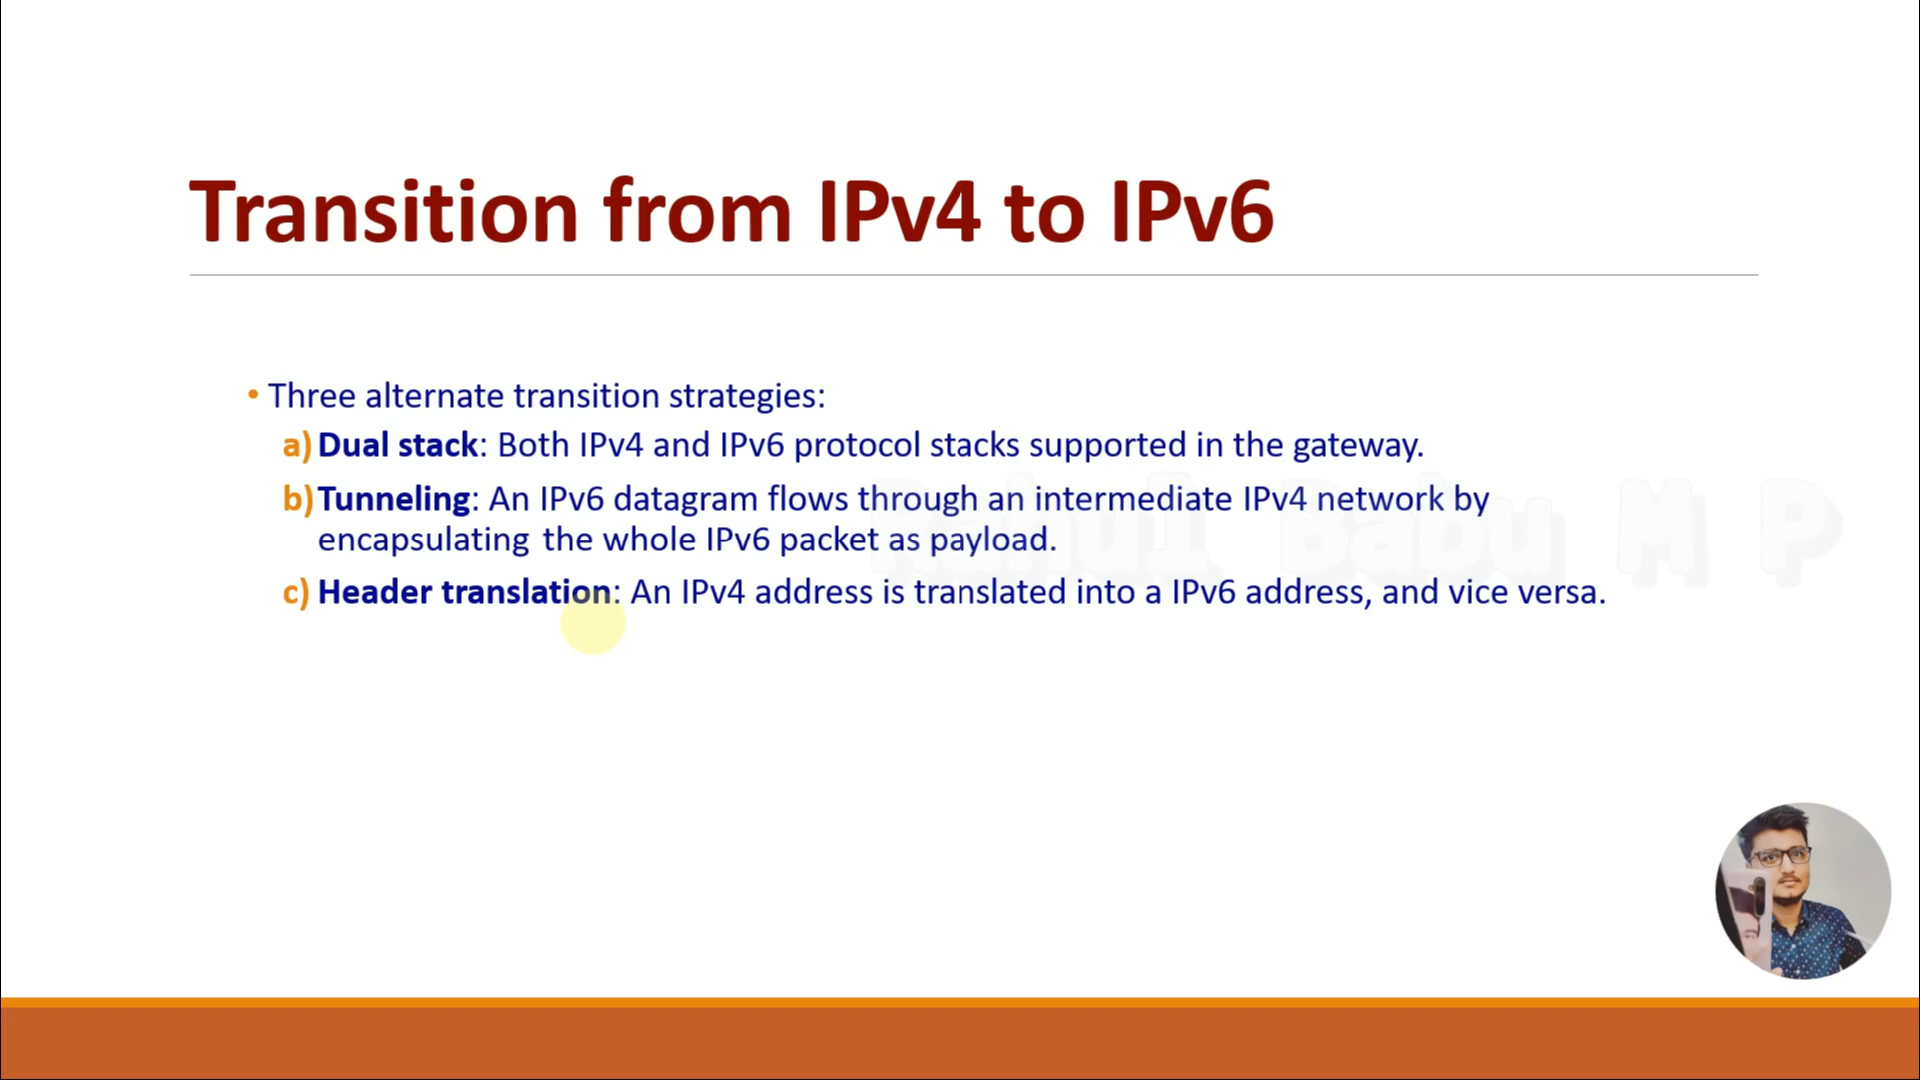 Transition from IPv4 to IPv6
• Three alternate transition strategies:
a) Dual stack: Both IPv4 and IPv6 protocol stacks supported in the gateway.
b) Tunneling: An IPv6 datagram flows through an intermediate IPv4 network by
encapsulating the whole IPv6 packet as payload.
Rahul Babu M P
c) Header translation: An IPv4 address is translated into a IPv6 address, and vice versa.